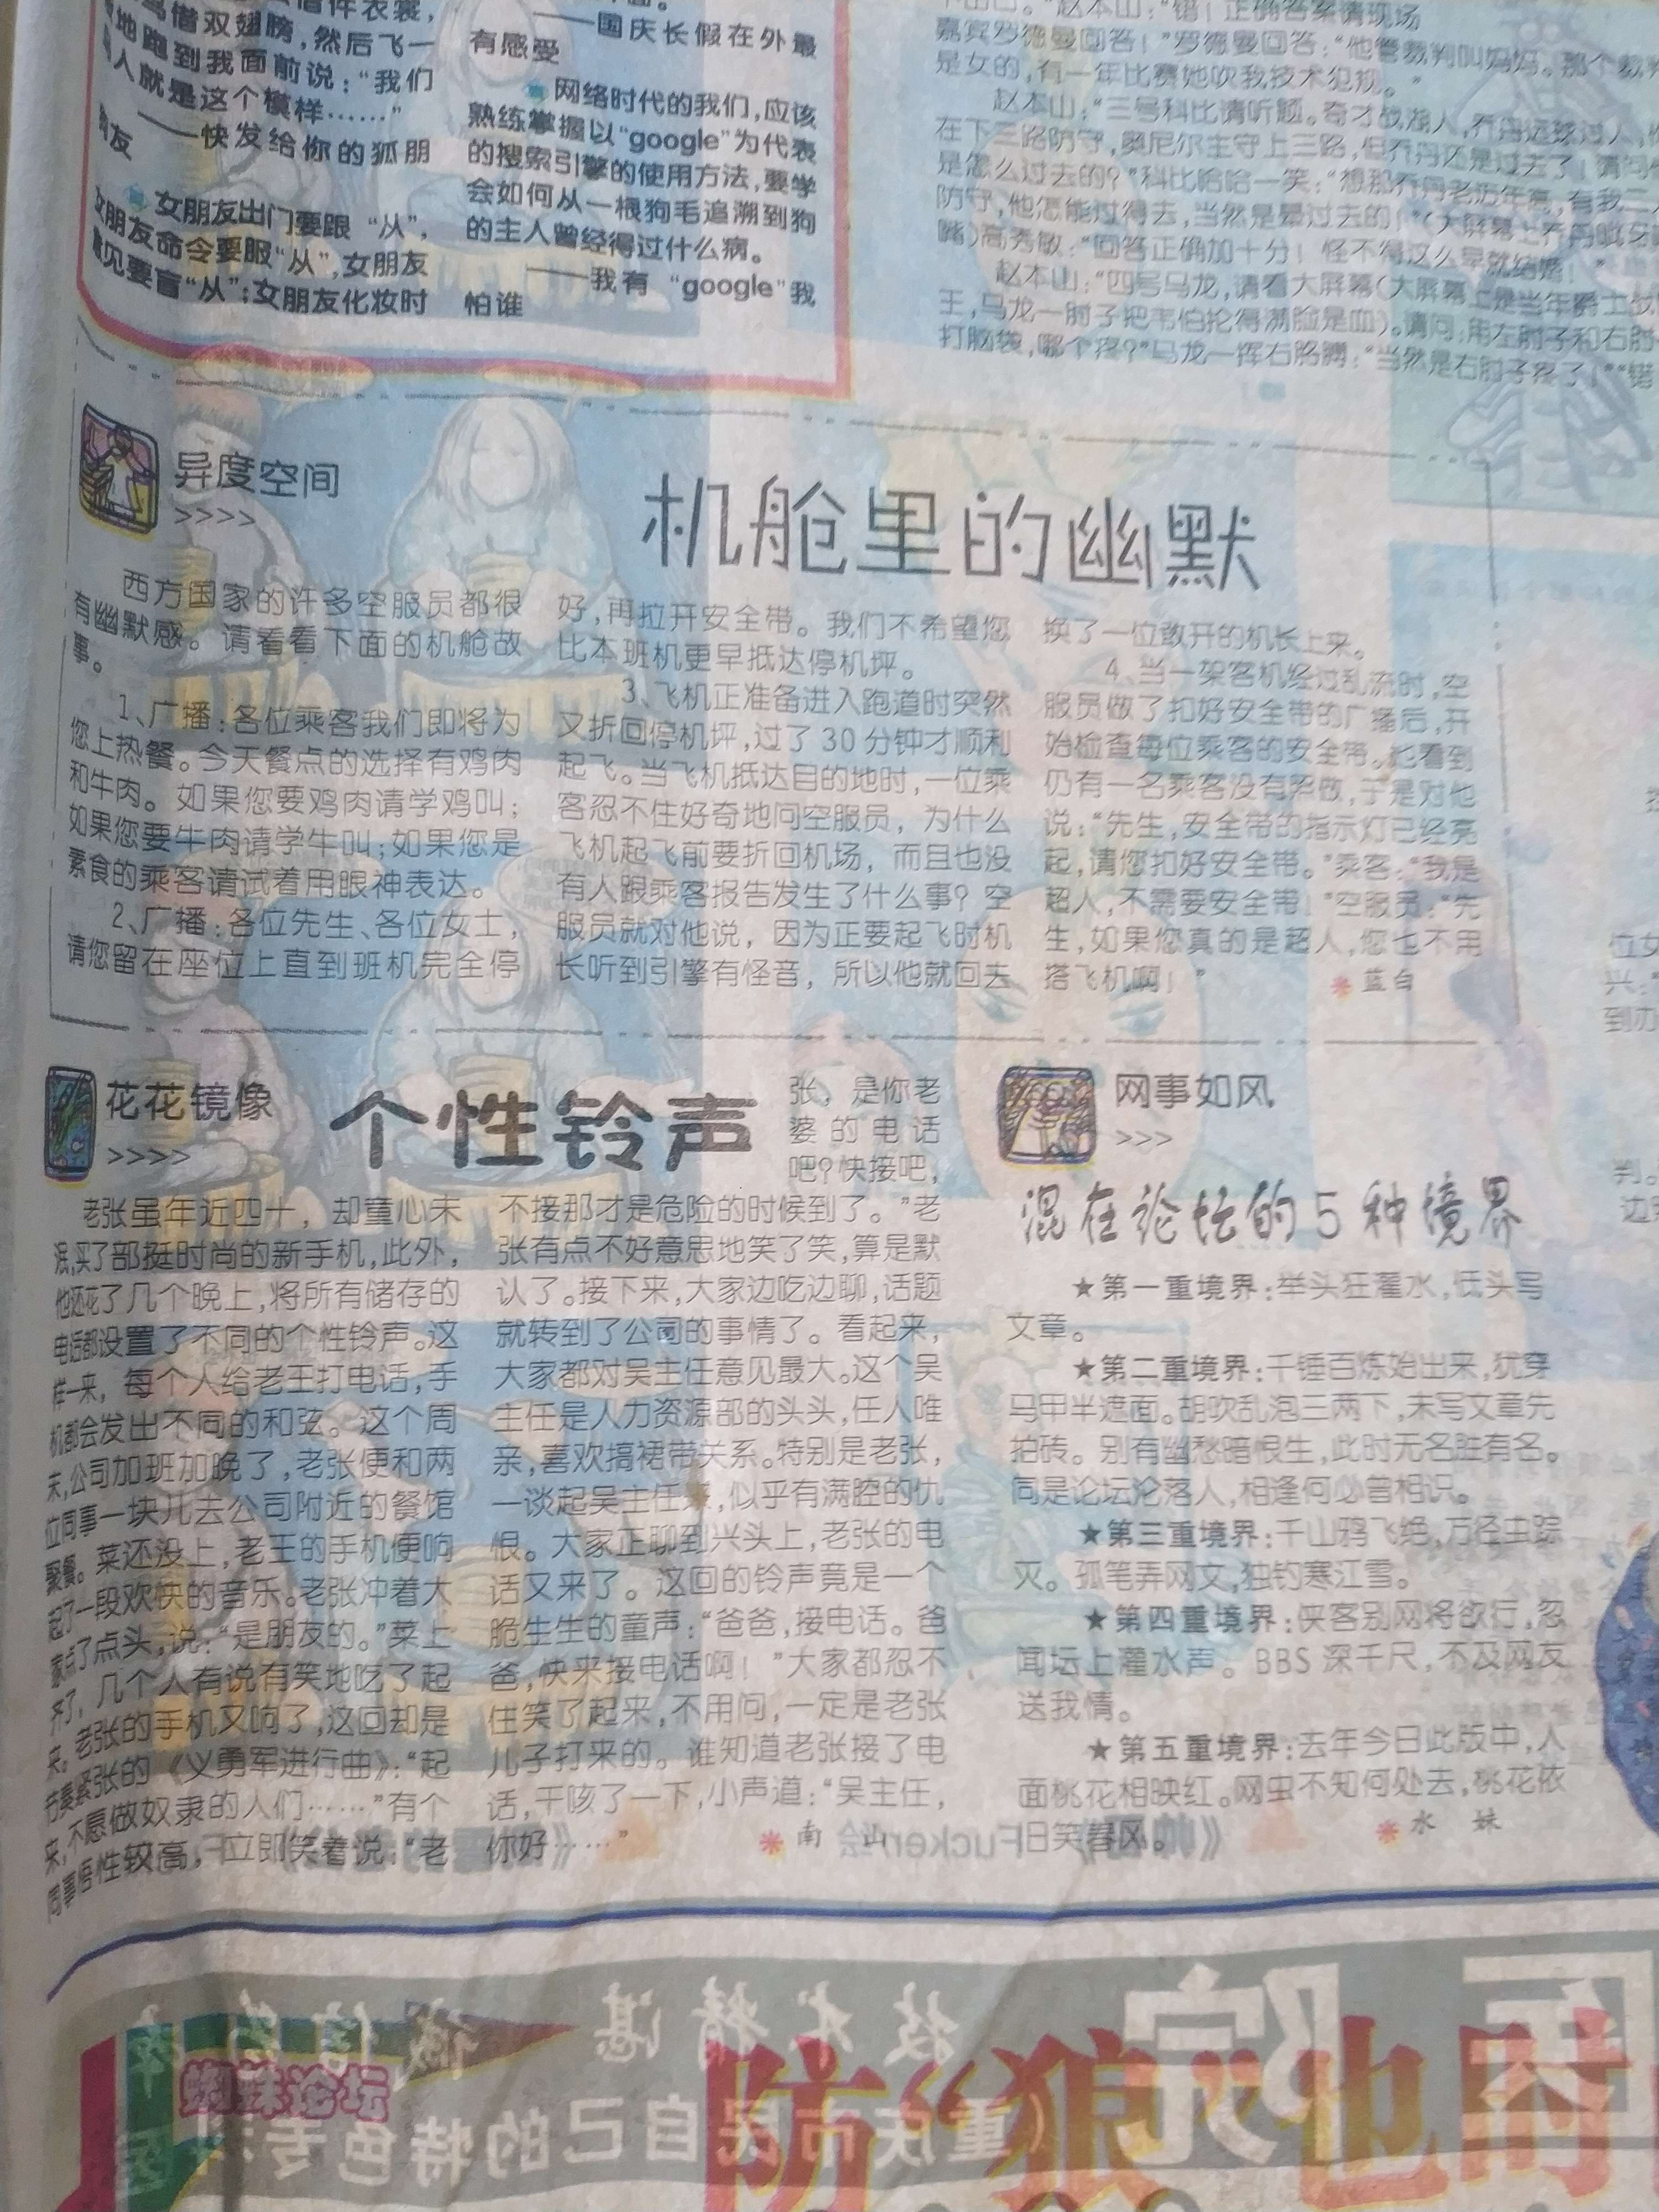 鸟借双翅膀，然后飞一
地跑到我面前说：“我们
人就是这个模样……”
——快发给你的狐朋
狗友
女朋友出门要跟“从”，
女朋友命令要服“从”，女朋友
意见要盲“从”；女朋友化妆时
——国庆长假在外最
有感受
网络时代的我们，应该
熟练掌握以“google”为代表
的搜索引擎的使用方法，要学
会如何从一根狗毛追溯到狗
的主人曾经得过什么病。
——我有“google”我
怕谁
嘉宾罗德曼回答！”罗德曼回答：“他管裁判叫妈妈。那个裁判
是女的，有一年比赛她吹我技术犯规。”
赵本山：“三号科比请听题。奇才战湖人，乔丹运球过人，
在下三路防守，奥尼尔主守上三路，但乔丹还是过去了！请问
是怎么过去的？”科比哈哈一笑：“想那乔丹老迈年高，有我二
防守，他怎能过得去，当然是晕过去的！”（大屏幕上乔丹呲牙
嘴）高秀敏：“回答正确加十分！怪不得这么早就结婚！”
赵本山：“四号马龙，请看大屏幕（大屏幕上是当年爵士战
王，马龙一肘子把韦伯抡得满脸是血）。请问：用左肘子和右肘
打脑袋，哪个疼？”马龙一挥右胳膊：“当然是右肘子疼了！”“错
异度空间
>>>>
机舱里的幽默
西方国家的许多空服员都很
有幽默感。请看看下面的机舱故
事。
1、广播：各位乘客我们即将为
您上热餐。今天餐点的选择有鸡肉
和牛肉。如果您要鸡肉请学鸡叫；
如果您要牛肉请学牛叫；如果您是
素食的乘客请试着用眼神表达。
2、广播：各位先生、各位女士，
请您留在座位上直到班机完全停
好，再拉开安全带。我们不希望您
比本班机更早抵达停机坪。
3、飞机正准备进入跑道时突然
又折回停机坪，过了30分钟才顺利
起飞。当飞机抵达目的地时，一位乘
客忍不住好奇地问空服员，为什么
飞机起飞前要折回机场，而且也没
有人跟乘客报告发生了什么事？空
服员就对他说，因为正要起飞时机
长听到引擎有怪音，所以他就回去
换了一位敢开的机长上来。
4、当一架客机经过乱流时，空
服员做了扣好安全带的广播后，开
始检查每位乘客的安全带。她看到
仍有一名乘客没有照做，于是对他
说：“先生，安全带的指示灯已经亮
起，请您扣好安全带。”乘客：“我是
超人，不需要安全带！”空服员：“先
生，如果您真的是超人，您也不用
搭飞机啊！”
蓝台
花花镜像
>>>>
个性铃声
老张虽年近四十，却童心未
泯，买了部挺时尚的新手机，此外，
他还花了几个晚上，将所有储存的
电话都设置了不同的个性铃声。这
样一来，每个人给老王打电话，手
机都会发出不同的和弦。这个周
末，公司加班加晚了，老张便和两
位同事一块儿去公司附近的餐馆
聚餐。菜还没上，老王的手机便响
起了一段欢快的音乐。老张冲着大
家点了点头，说：“是朋友的。”菜上
齐了，几个人有说有笑地吃了起
来。老张的手机又响了，这回却是
节奏紧张的《义勇军进行曲》：“起
来，不愿做奴隶的人们……”有个
同事悟性较高，立即笑着说：“老
张，是你老
婆的电话
吧？快接吧，
不接那才是危险的时候到了。”老
张有点不好意思地笑了笑，算是默
认了。接下来，大家边吃边聊，话题
就转到了公司的事情了。看起来，
大家都对吴主任意见最大。这个吴
主任是人力资源部的头头，任人唯
亲，喜欢搞裙带关系。特别是老张，
一谈起吴主任来，似乎有满腔的仇
恨。大家正聊到兴头上，老张的电
话又来了。这回的铃声竟是一个
脆生生的童声：“爸爸，接电话。爸
爸，快来接电话啊！”大家都忍不
住笑了起来，不用问，一定是老张
儿子打来的。谁知道老张接了电
话，干咳了一下，小声道：“吴主任，
你好……”
南山
网事如风
>>>
混在论坛的5种境界
★第一重境界：举头狂灌水，低头写
文章。
★第二重境界：千锤百炼始出来，犹穿
马甲半遮面。胡吹乱泡三两下，未写文章先
拍砖。别有幽愁暗恨生，此时无名胜有名。
同是论坛沦落人，相逢何必曾相识。
★第三重境界：千山鸦飞绝，万径虫踪
灭。孤笔弄网文，独钓寒江雪。
★第四重境界：侠客别网将欲行，忽
闻坛上灌水声。BBS深千尺，不及网友
送我情。
★第五重境界：去年今日此版中，人
面桃花相映红。网虫不知何处去，桃花依
旧笑春风。
水妹
位女
兴：“
到办
判。
边
防“狼”也